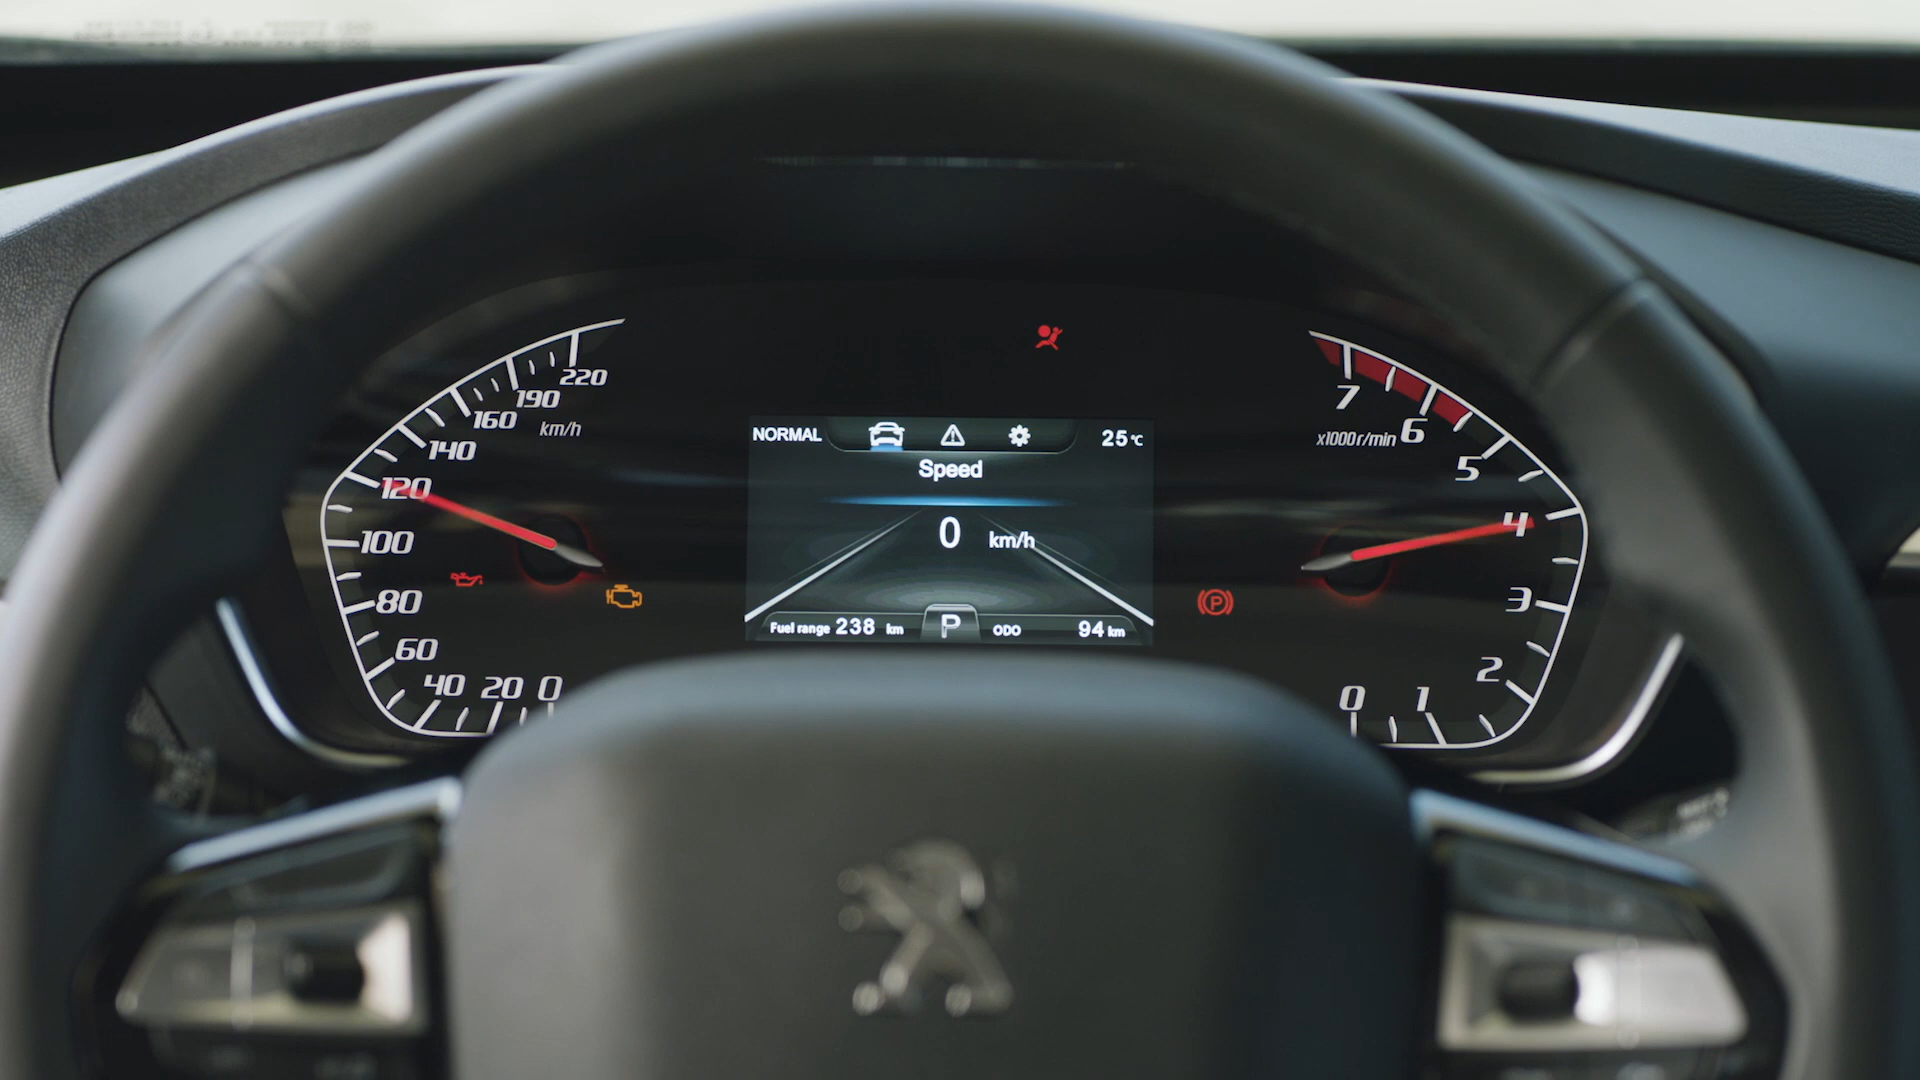 220
190
160
km/h
140
120
100
80
60
40
20
0
NORMAL
25°C
Speed
0 km/h
Fuel range 238 km
P
ODO 94 km
P
7
x1000r/min
6
5
4
3
2
1
0